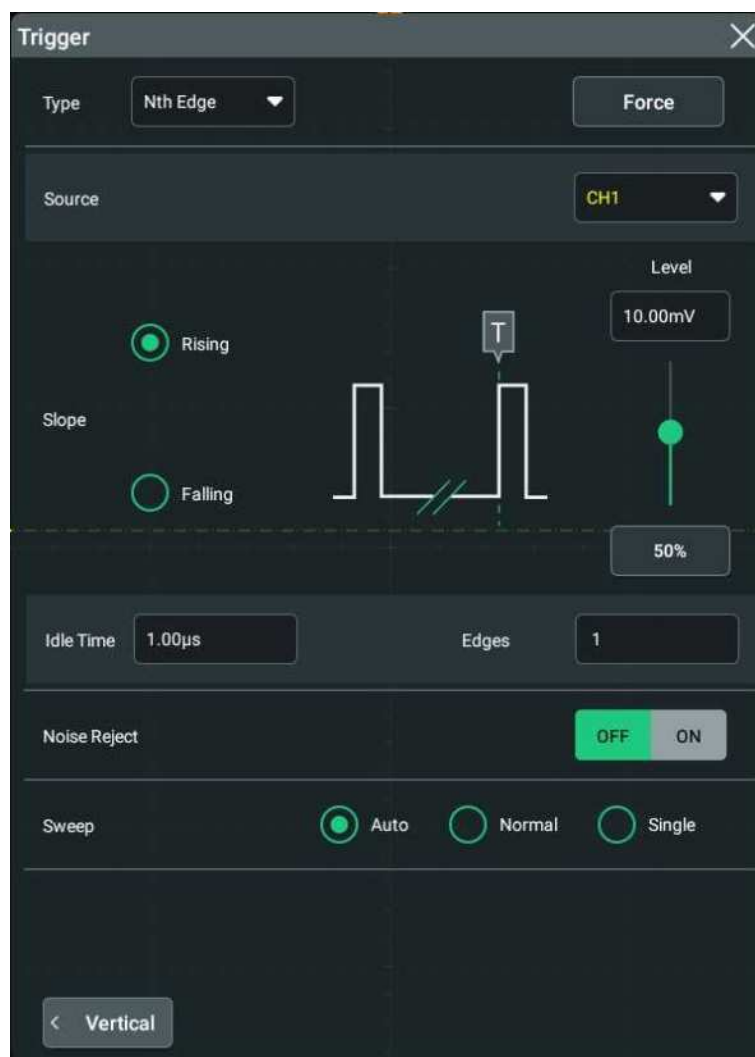 Trigger
Type Nth Edge Force
Source CH1
Level
10.00mV
T
Rising
Slope
Falling
50%
Idle Time 1.00µs Edges 1
Noise Reject OFF ON
Sweep Auto Normal Single
< Vertical